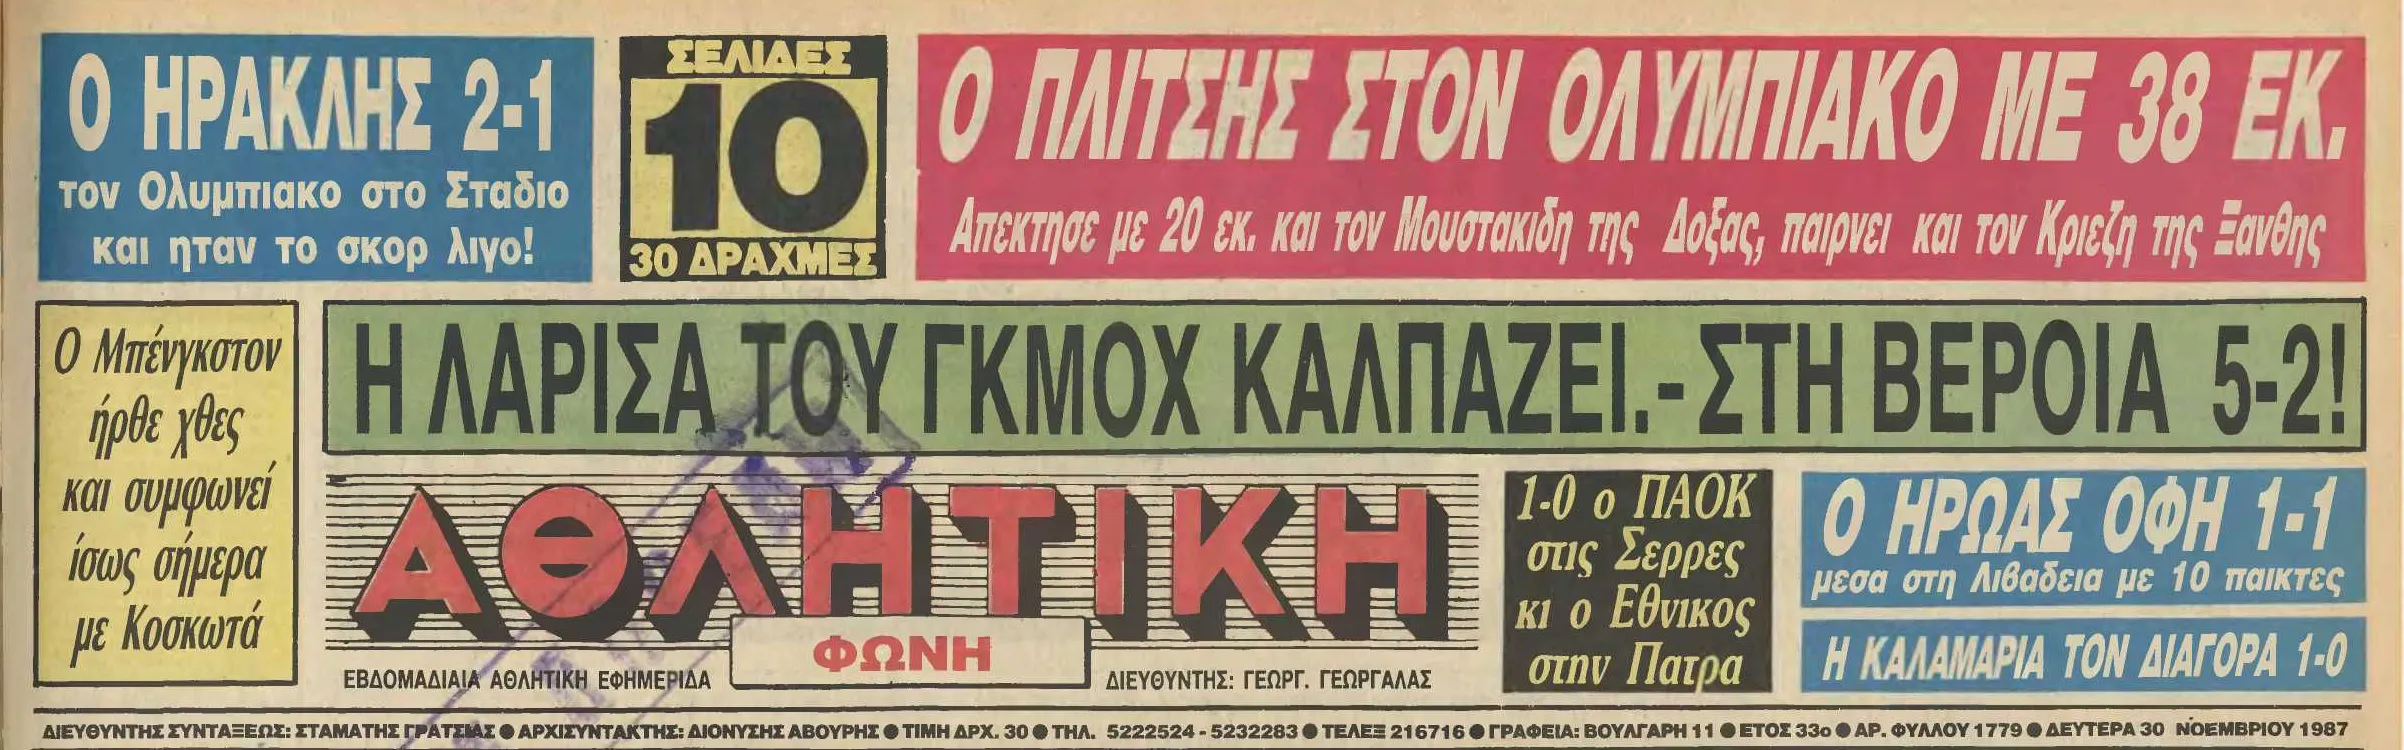 Ο ΗΡΑΚΛΗΣ 2-1
τον Ολυμπιακο στο Σταδιο
και ηταν το σκορ λιγο!
ΣΕΛΙΔΕΣ
10
30 ΔΡΑΧΜΕΣ
Ο ΠΛΙΤΣΗΣ ΣΤΟΝ ΟΛΥΜΠΙΑΚΟ ΜΕ 38 ΕΚ.
Απεκτησε με 20 εκ. και τον Μουστακιδη της Δοξας, παιρνει και τον Κριεζη της Ξανθης
Ο Μπένγκστον
ήρθε χθες
και συμφωνεί
ίσως σήμερα
με Κοσκωτά
Η ΛΑΡΙΣΑ ΤΟΥ ΓΚΜΟΧ ΚΑΛΠΑΖΕΙ.- ΣΤΗ ΒΕΡΟΙΑ 5-2!
ΑΘΛΗΤΙΚΗ
ΦΩΝΗ
ΕΒΔΟΜΑΔΙΑΙΑ ΑΘΛΗΤΙΚΗ ΕΦΗΜΕΡΙΔΑ
ΔΙΕΥΘΥΝΤΗΣ: ΓΕΩΡΓ. ΓΕΩΡΓΑΛΑΣ
1-0 ο ΠΑΟΚ
στις Σερρες
κι ο Εθνικος
στην Πατρα
Ο ΗΡΩΑΣ ΟΦΗ 1-1
μεσα στη Λιβαδεια με 10 παικτες
Η ΚΑΛΑΜΑΡΙΑ ΤΟΝ ΔΙΑΓΟΡΑ 1-0
ΔΙΕΥΘΥΝΤΗΣ ΣΥΝΤΑΞΕΩΣ: ΣΤΑΜΑΤΗΣ ΓΡΑΤΣΙΑΣ ● ΑΡΧΙΣΥΝΤΑΚΤΗΣ: ΔΙΟΝΥΣΗΣ ΑΒΟΥΡΗΣ ● ΤΙΜΗ ΔΡΧ. 30 ● ΤΗΛ. 5222524 - 5232283 ● ΤΕΛΕΞ 216716 ● ΓΡΑΦΕΙΑ: ΒΟΥΛΓΑΡΗ 11 ● ΕΤΟΣ 33ο ● ΑΡ. ΦΥΛΛΟΥ 1779 ● ΔΕΥΤΕΡΑ 30 ΝΟΕΜΒΡΙΟΥ 1987